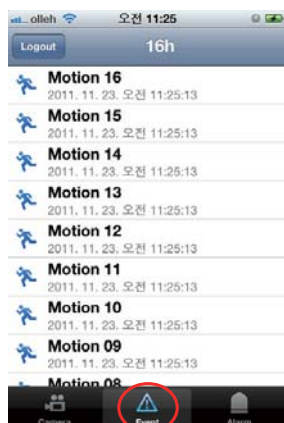 olleh 오전 11:25
Logout 16h
Motion 16
2011. 11. 23. 오전 11:25:13
Motion 15
2011. 11. 23. 오전 11:25:13
Motion 14
2011. 11. 23. 오전 11:25:13
Motion 13
2011. 11. 23. 오전 11:25:13
Motion 12
2011. 11. 23. 오전 11:25:13
Motion 11
2011. 11. 23. 오전 11:25:13
Motion 10
2011. 11. 23. 오전 11:25:13
Motion 09
2011. 11. 23. 오전 11:25:13
Motion 08
Camera Event Alarm